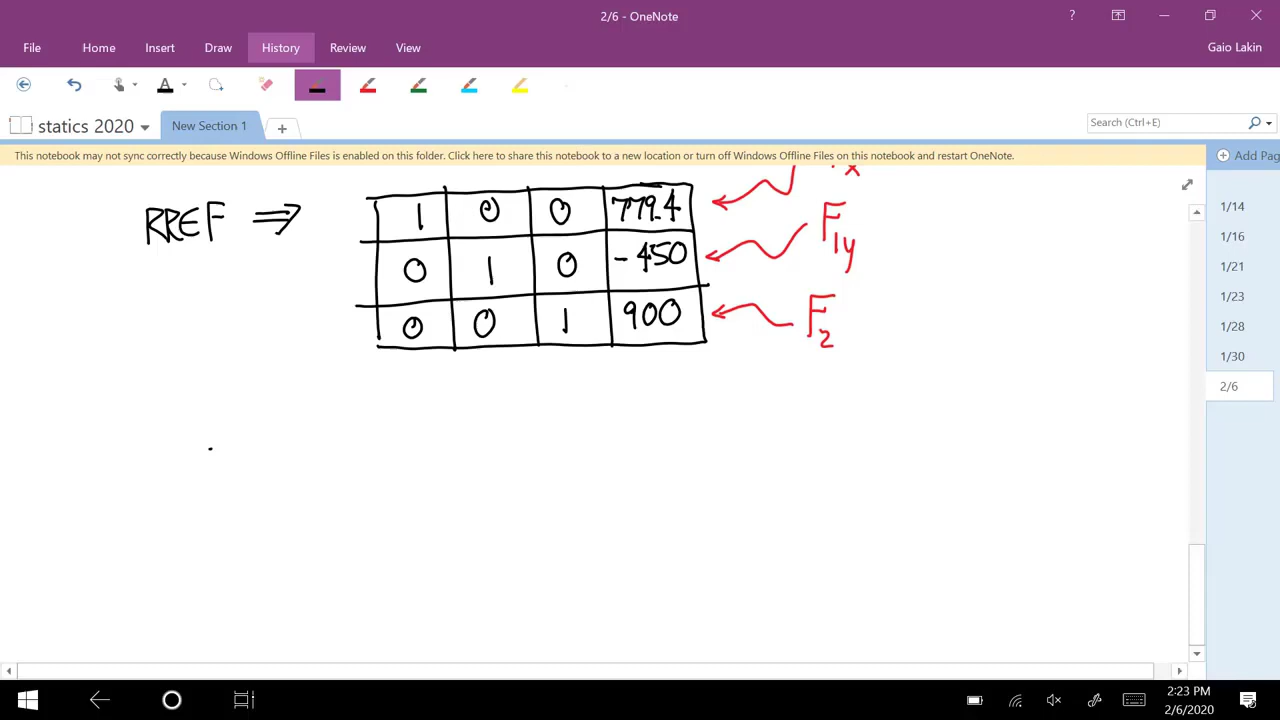 2/6 - OneNote
?
File Home Insert Draw History Review View
Gaio Lakin
A
statics 2020
New Section 1
+
Search (Ctrl+E)
This notebook may not sync correctly because Windows Offline Files is enabled on this folder. Click here to share this notebook to a new location or turn off Windows Offline Files on this notebook and restart OneNote.
Add Pag
1/14
1/16
1/21
1/23
1/28
1/30
2/6
RREF ⇒
1 0 0 779.4
x
0 1 0 -450
F1y
0 0 1 900
F2
2:23 PM
2/6/2020